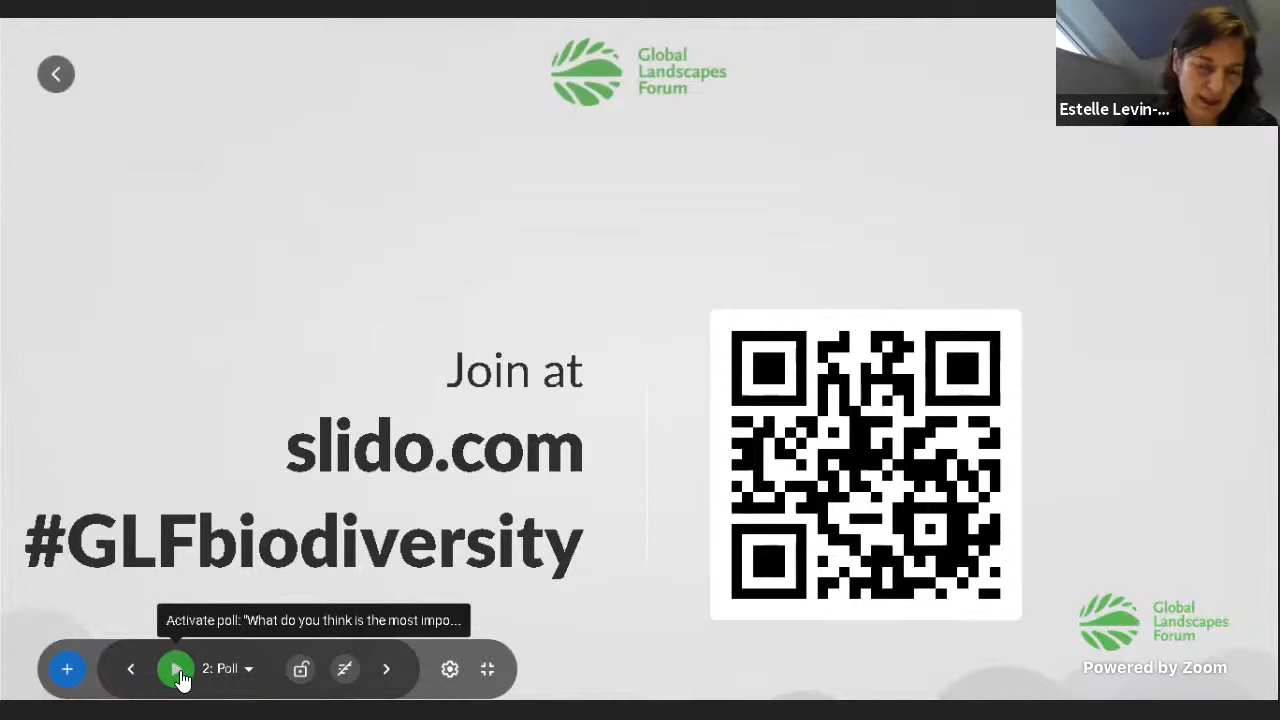 Global
Landscapes
Forum
Estelle Levin-...
Join at
slido.com
#GLFbiodiversity
Activate poll: "What do you think is the most impo...
2: Poll
Global
Landscapes
Forum
Powered by Zoom